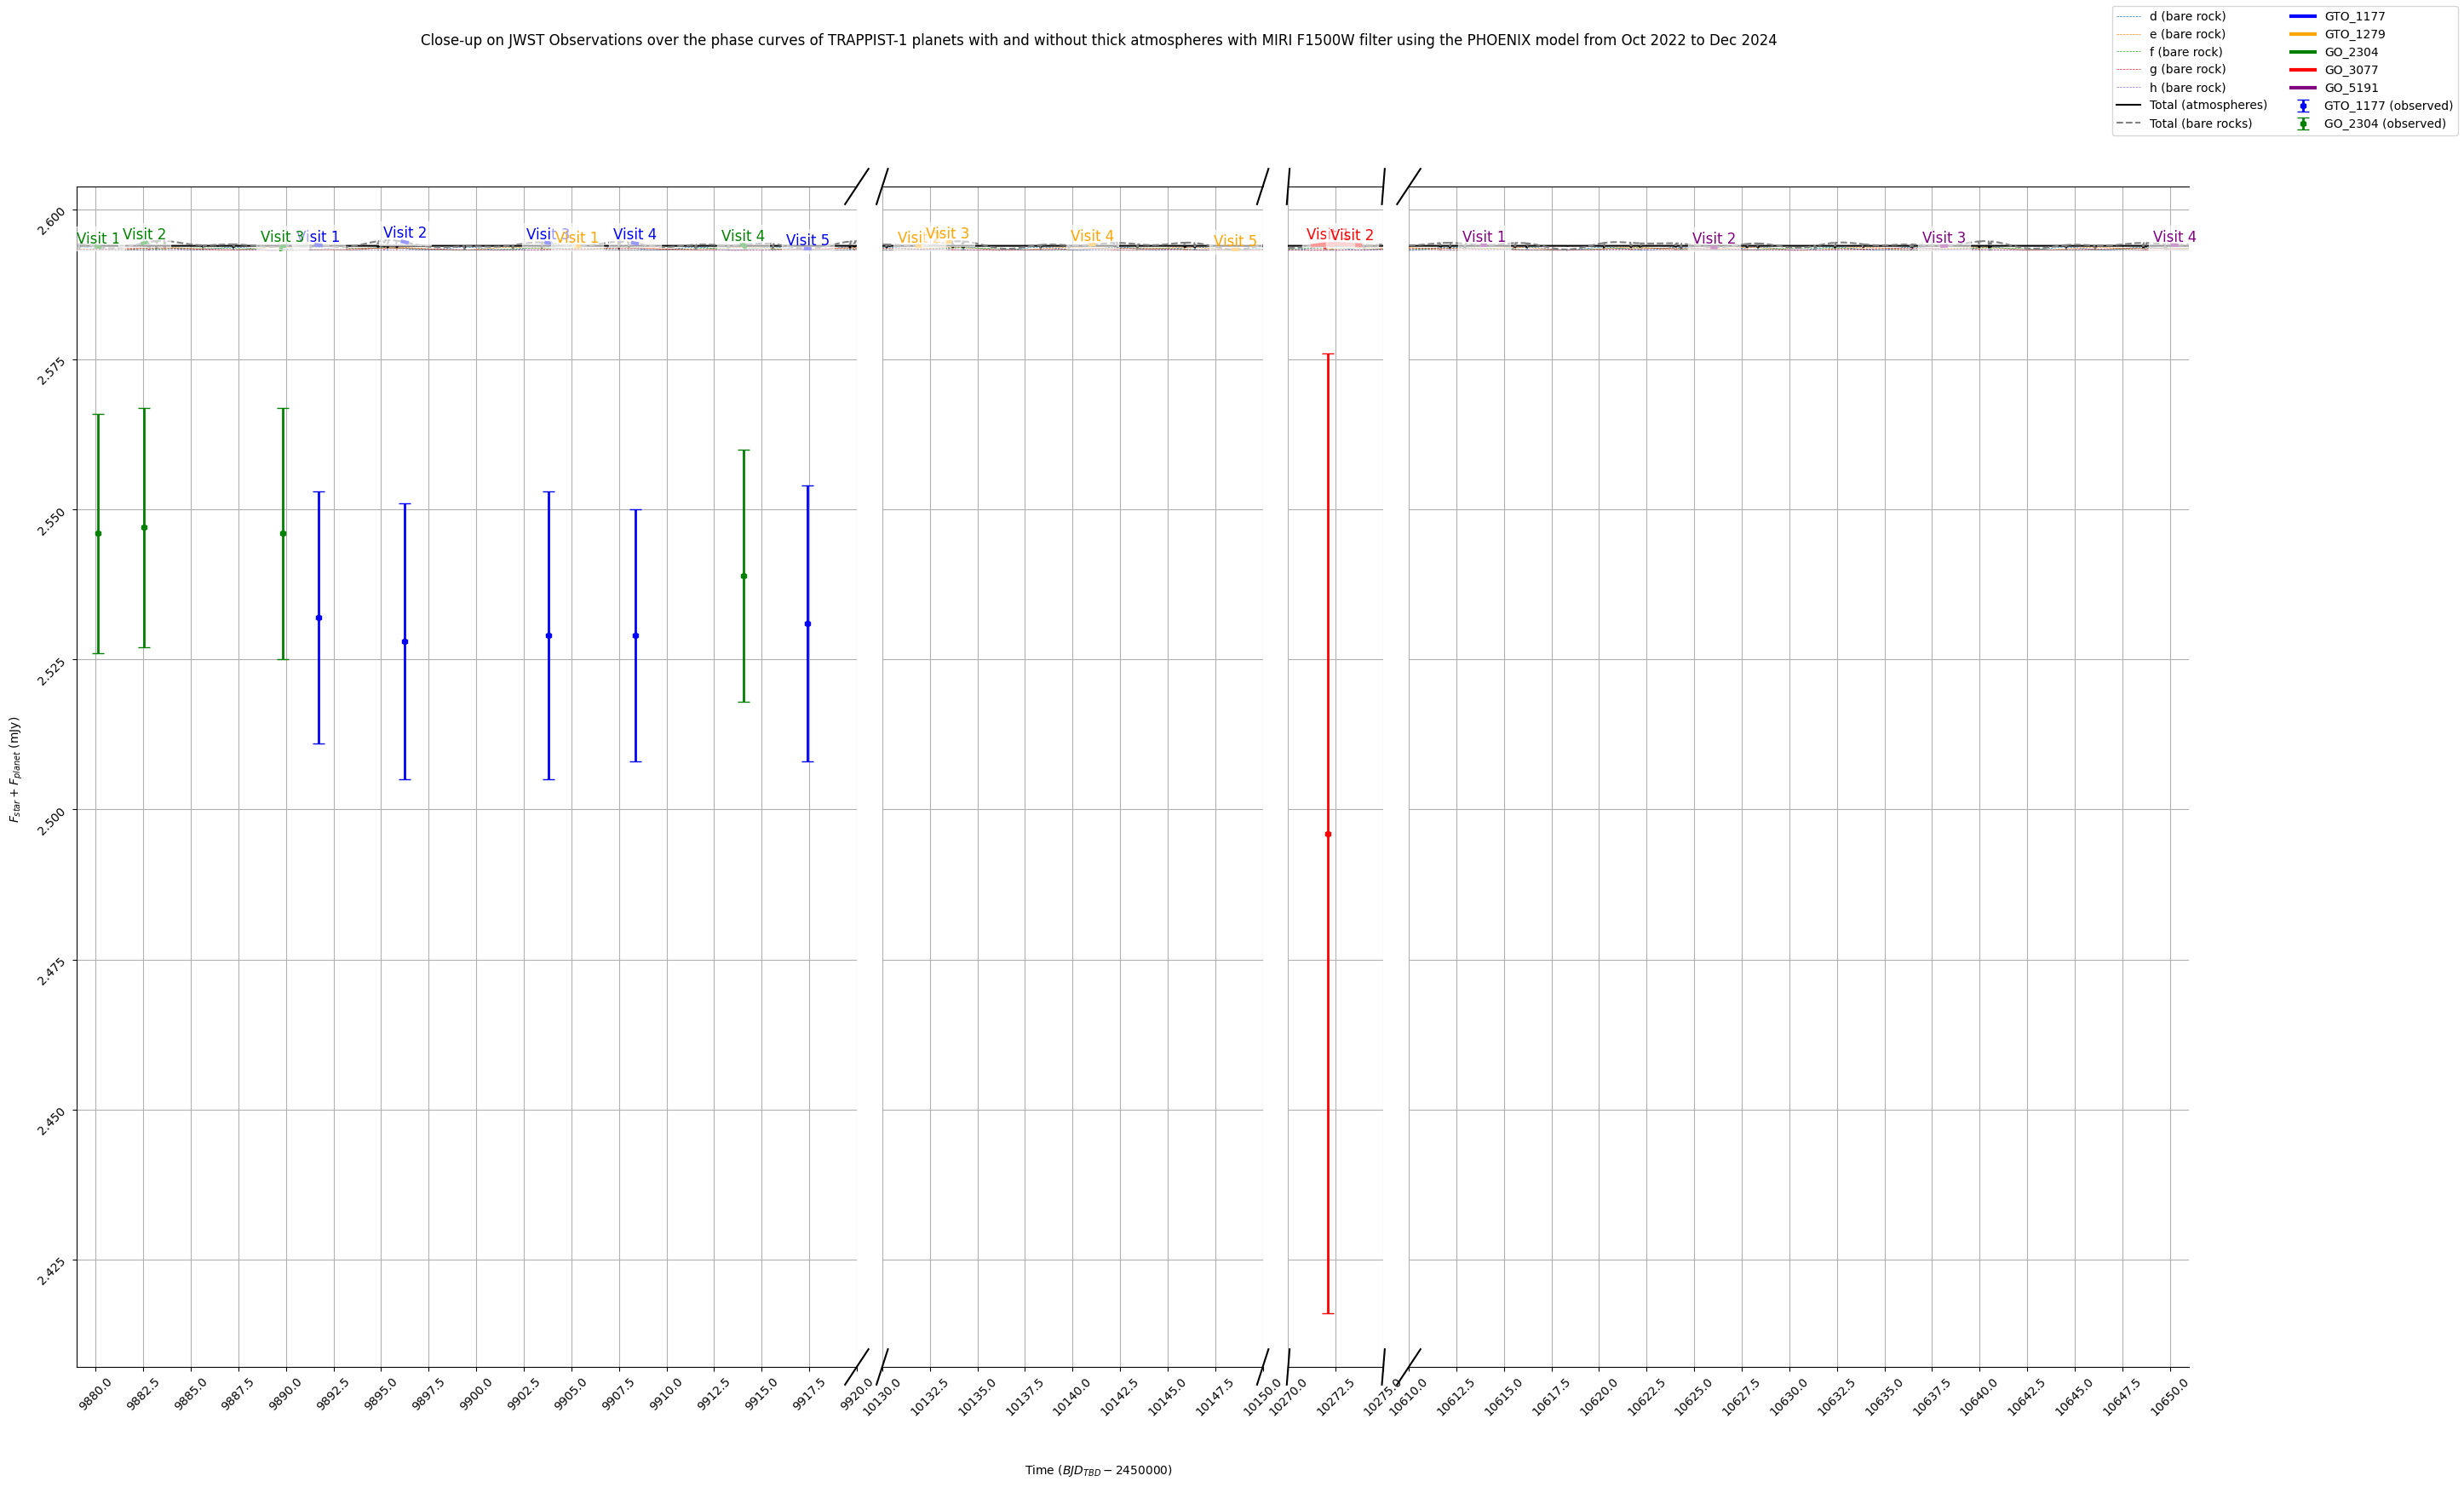 Close-up on JWST Observations over the phase curves of TRAPPIST-1 planets with and without thick atmospheres with MIRI F1500W filter using the PHOENIX model from Oct 2022 to Dec 2024
d (bare rock)
e (bare rock)
f (bare rock)
g (bare rock)
h (bare rock)
Total (atmospheres)
Total (bare rocks)
GTO_1177
GTO_1279
GO_2304
GO_3077
GO_5191
GTO_1177 (observed)
GO_2304 (observed)
Visit 1 Visit 2 Visit 3 Visit 1 Visit 2 Visit 3 Visit 1 Visit 4 Visit 4 Visit 5
Visit 3 Visit 4 Visit 5
Visit 2
Visit 1 Visit 2 Visit 3 Visit 4
2.600
2.575
2.550
2.525
2.500
2.475
2.450
2.425
F_star + F_planet (mJy)
9880.0 9882.5 9885.0 9887.5 9890.0 9892.5 9895.0 9897.5 9900.0 9902.5 9905.0 9907.5 9910.0 9912.5 9915.0 9917.5 9920.0
10130.0 10132.5 10135.0 10137.5 10140.0 10142.5 10145.0 10147.5 10150.0
10270.0 10272.5 10275.0
10610.0 10612.5 10615.0 10617.5 10620.0 10622.5 10625.0 10627.5 10630.0 10632.5 10635.0 10637.5 10640.0 10642.5 10645.0 10647.5 10650.0
Time (BJD_TBD − 2450000)